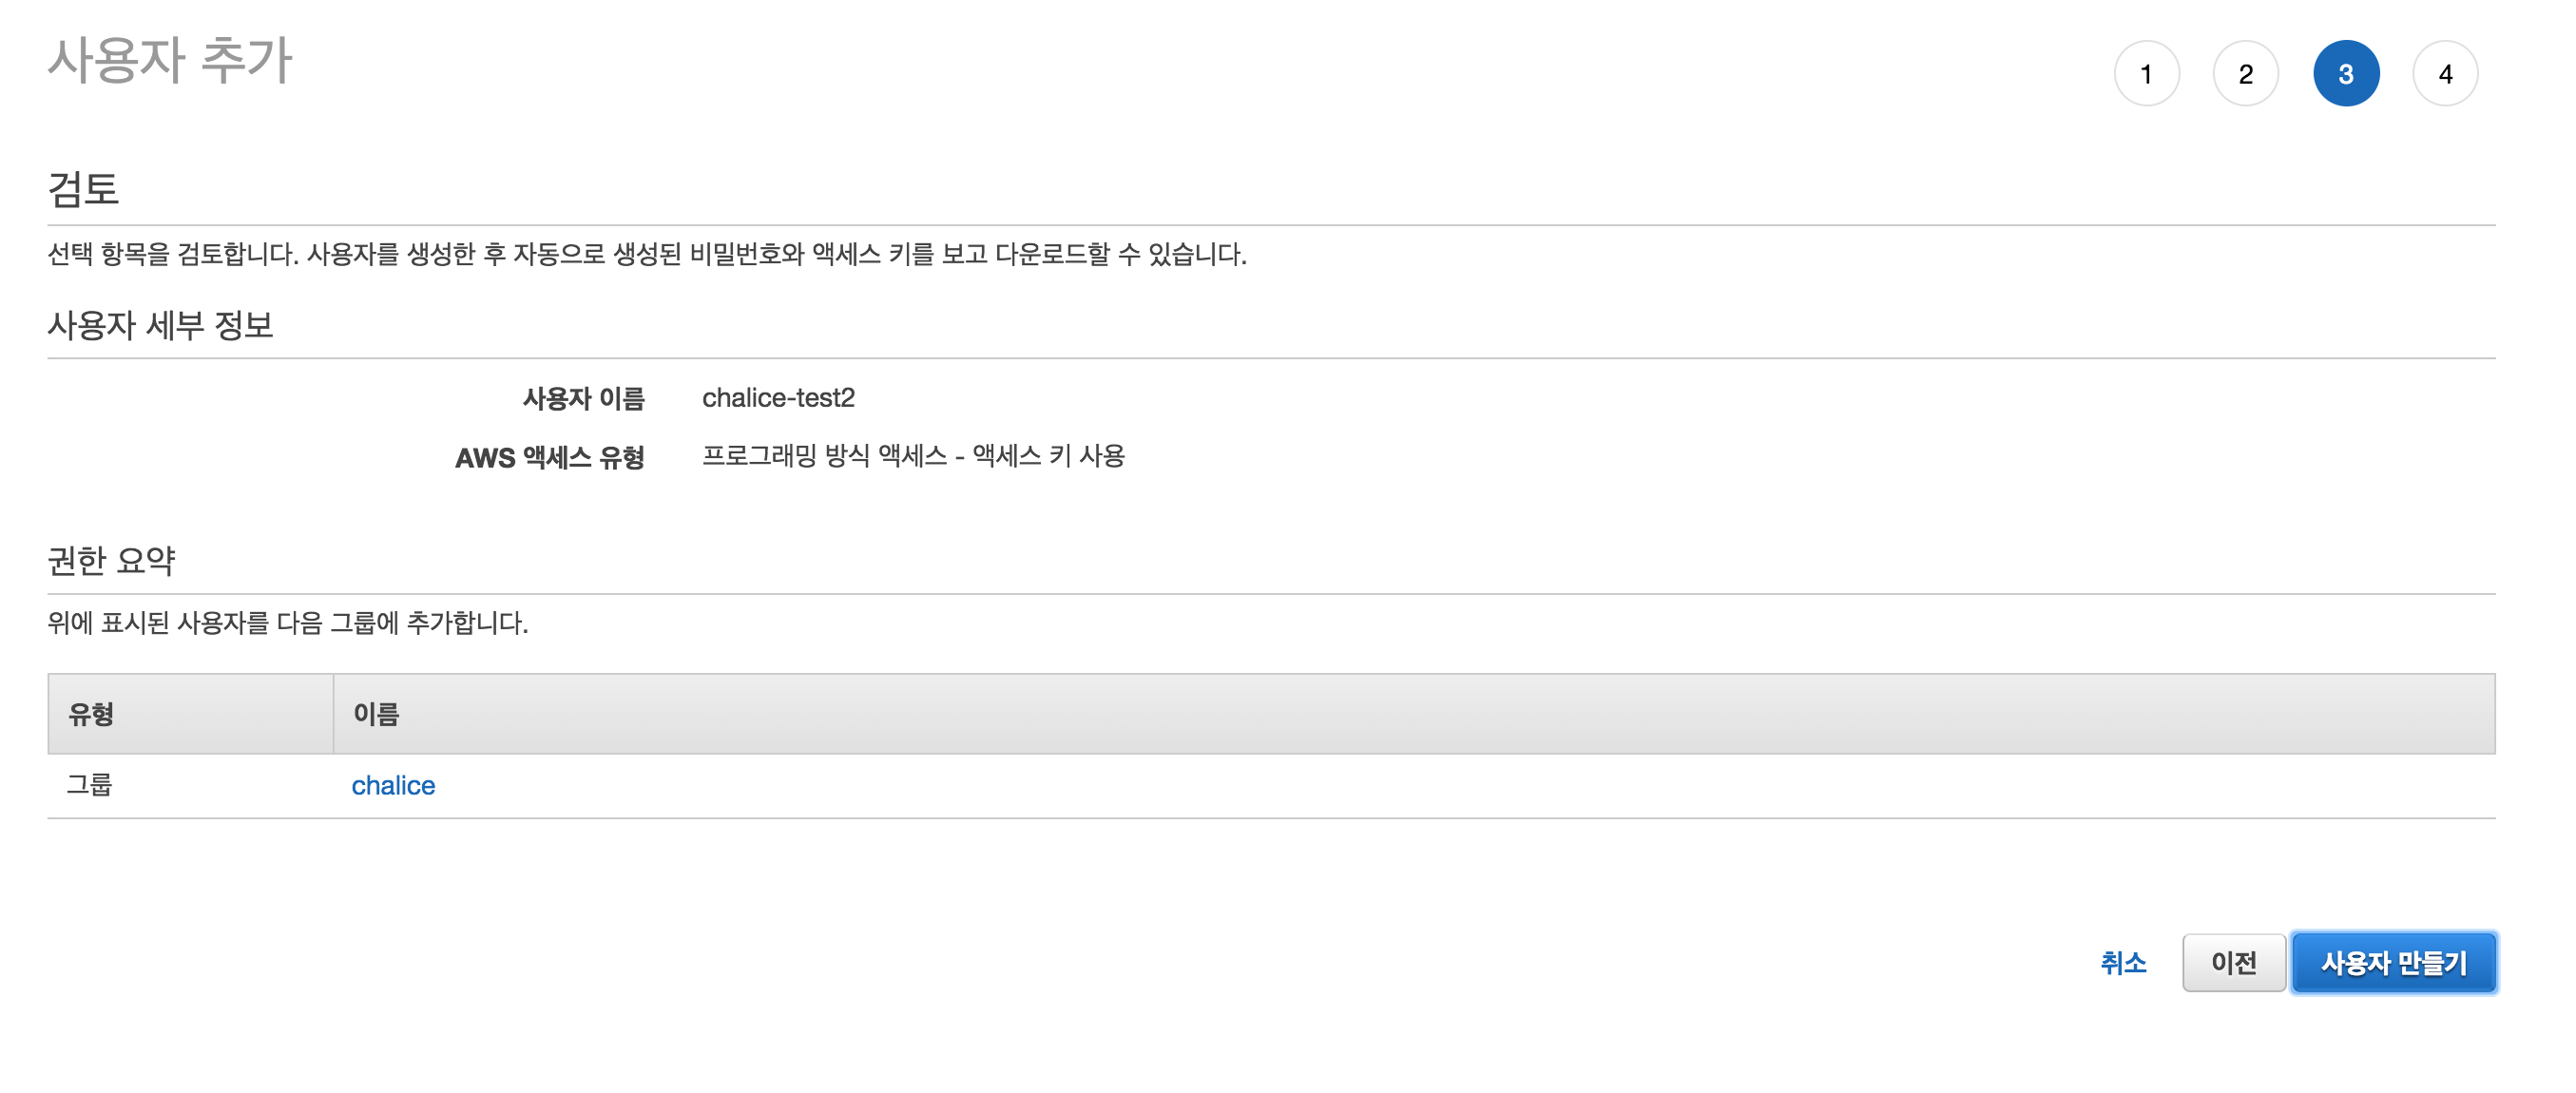 사용자 추가
1 2 3 4
검토
선택 항목을 검토합니다. 사용자를 생성한 후 자동으로 생성된 비밀번호와 액세스 키를 보고 다운로드할 수 있습니다.
사용자 세부 정보
사용자 이름 chalice-test2
AWS 액세스 유형 프로그래밍 방식 액세스 - 액세스 키 사용
권한 요약
위에 표시된 사용자를 다음 그룹에 추가합니다.
유형 이름
그룹 chalice
취소 이전 사용자 만들기